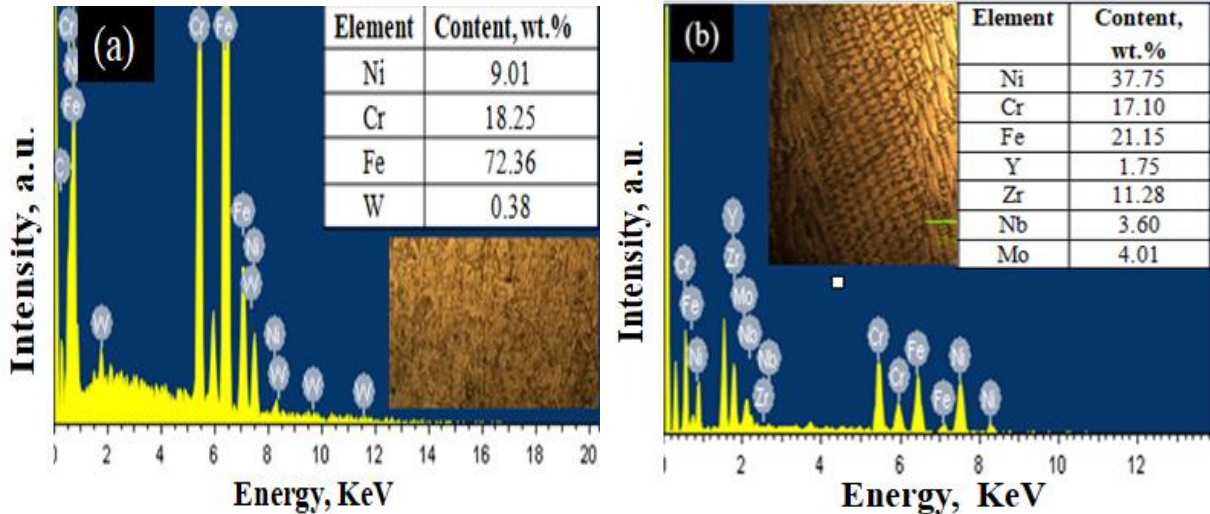 (a)
Intensity, a.u.
Cr
Fe
C
W
Cr
Fe
Fe
Ni
W
Ni
W
W
W
Element Content, wt.%
Ni 9.01
Cr 18.25
Fe 72.36
W 0.38
0 2 4 6 8 10 12 14 16 18 20
Energy, KeV
(b)
Intensity, a.u.
Cr
Fe
Ni
Y
Zr
Mo
Nb
Nb
Zr
Cr
Cr
Fe
Fe
Ni
Ni
Element Content,
wt.%
Ni 37.75
Cr 17.10
Fe 21.15
Y 1.75
Zr 11.28
Nb 3.60
Mo 4.01
2 4 6 8 10 12
Energy, KeV